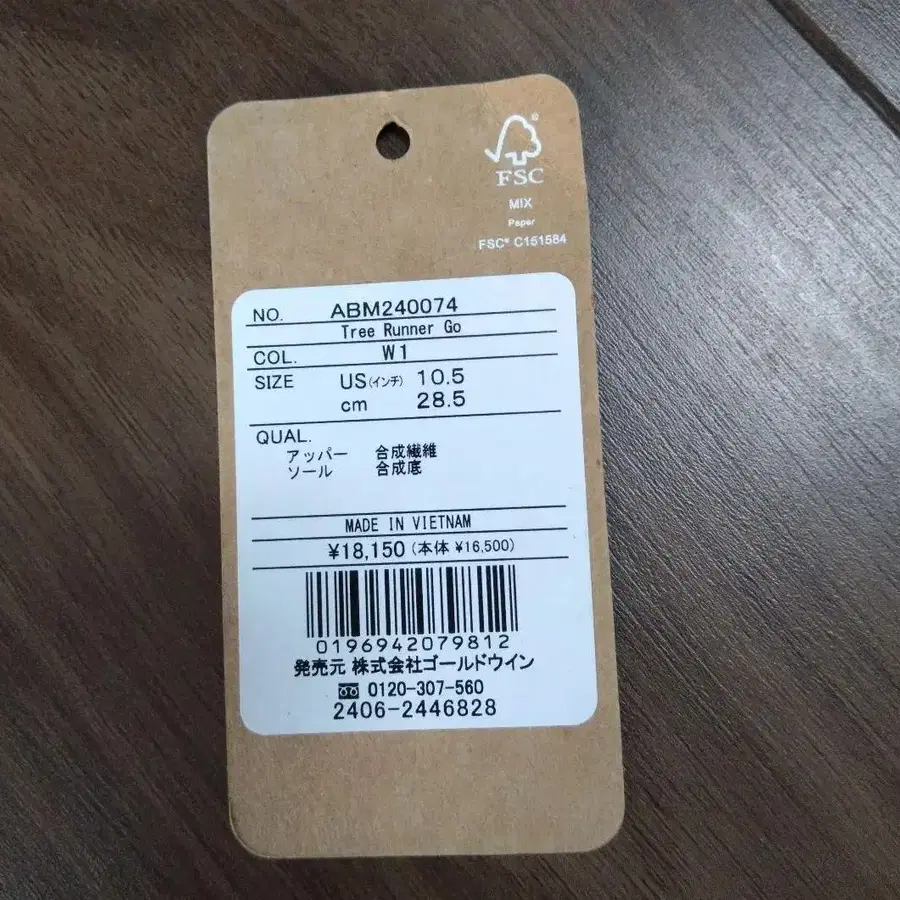 FSC®
MIX
Paper
FSC® C151584
NO. ABM240074
Tree Runner Go
COL. W1
SIZE US(インチ) 10.5
cm 28.5
QUAL.
アッパー 合成繊維
ソール 合成底
MADE IN VIETNAM
¥18,150 (本体 ¥16,500)
0196942079812
発売元 株式会社ゴールドウイン
0120-307-560
2406-2446828